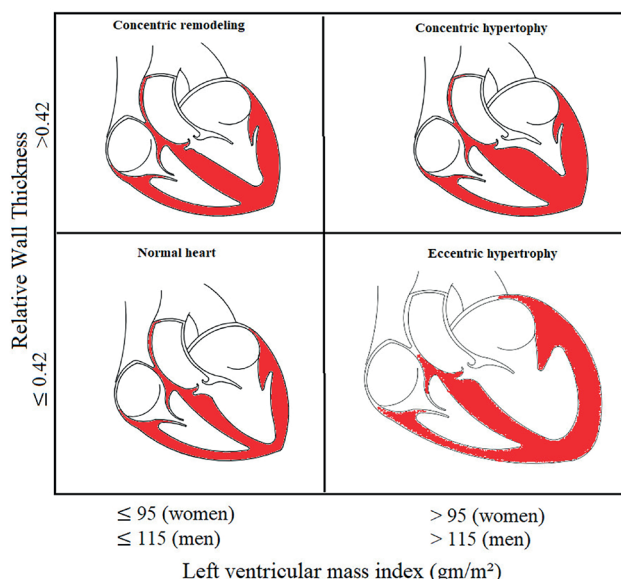 Concentric remodeling
Concentric hypertophy
Relative Wall Thickness
>0.42
≤ 0.42
Normal heart
Eccentric hypertrophy
≤ 95 (women)
≤ 115 (men)
> 95 (women)
> 115 (men)
Left ventricular mass index (gm/m²)